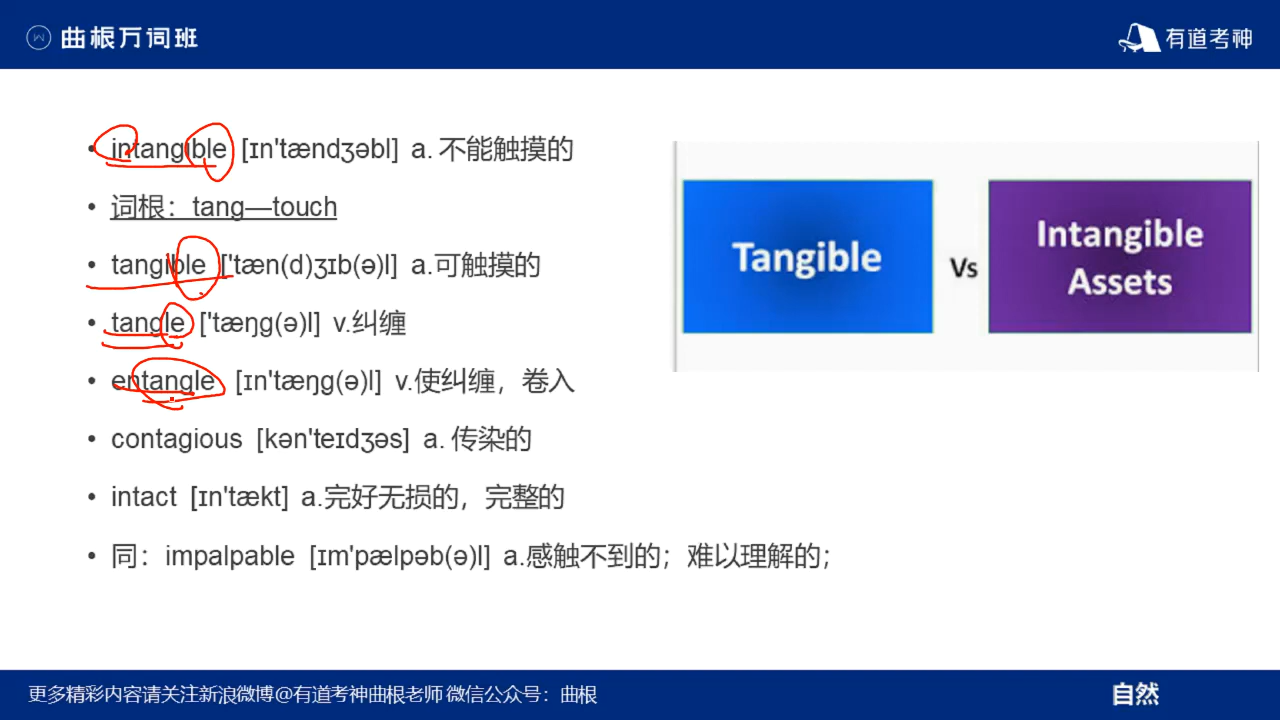 曲根万词班
有道考神
• intangible [ɪn'tændʒəbl] a. 不能触摸的
• 词根：tang—touch
• tangible ['tæn(d)ʒɪb(ə)l] a.可触摸的
• tangle ['tæŋg(ə)l] v.纠缠
• entangle [ɪn'tæŋg(ə)l] v.使纠缠，卷入
• contagious [kən'teɪdʒəs] a. 传染的
• intact [ɪn'tækt] a.完好无损的，完整的
• 同：impalpable [ɪm'pælpəb(ə)l] a.感触不到的；难以理解的；
Tangible
Vs
Intangible
Assets
更多精彩内容请关注新浪微博@有道考神曲根老师 微信公众号：曲根
自然